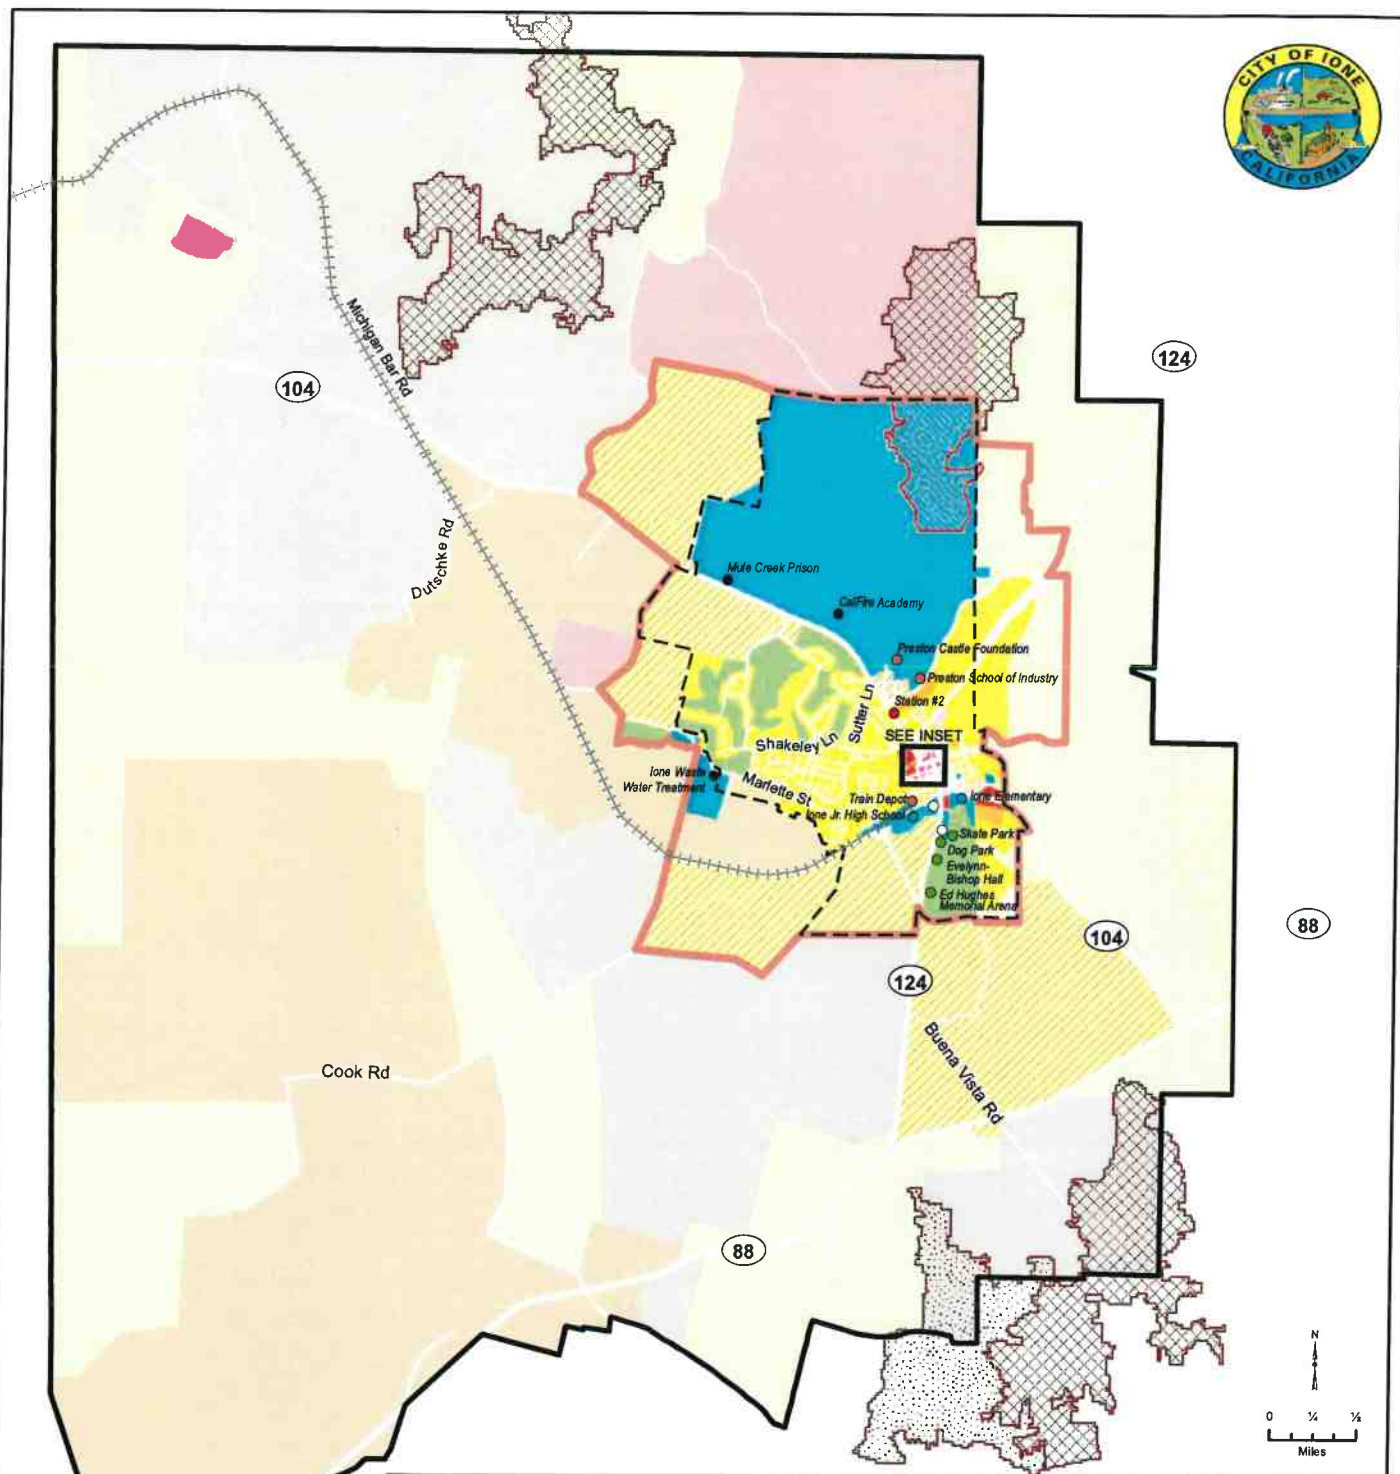 CITY OF IONE
CALIFORNIA
Michigan Bar Rd
104
124
Dutschke Rd
Mule Creek Prison
CalFire Academy
Preston Castle Foundation
Preston School of Industry
Station #2
Sutter Ln
SEE INSET
Shakeley Ln
Ione Waste
Water Treatment
Marlette St
Train Depot
Ione Elementary
Ione Jr. High School
Skate Park
Dog Park
Evelynn-
Bishop Hall
Ed Hughes
Memorial Arena
104
88
124
Buena Vista Rd
Cook Rd
88
N
0 ¼ ½
Miles